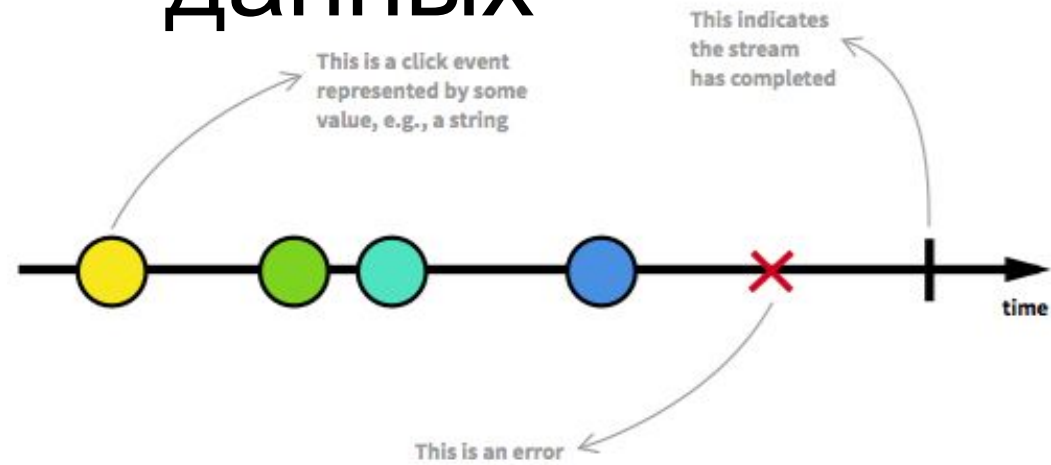 данных
This is a click event
represented by some
value, e.g., a string
This indicates
the stream
has completed
time
This is an error